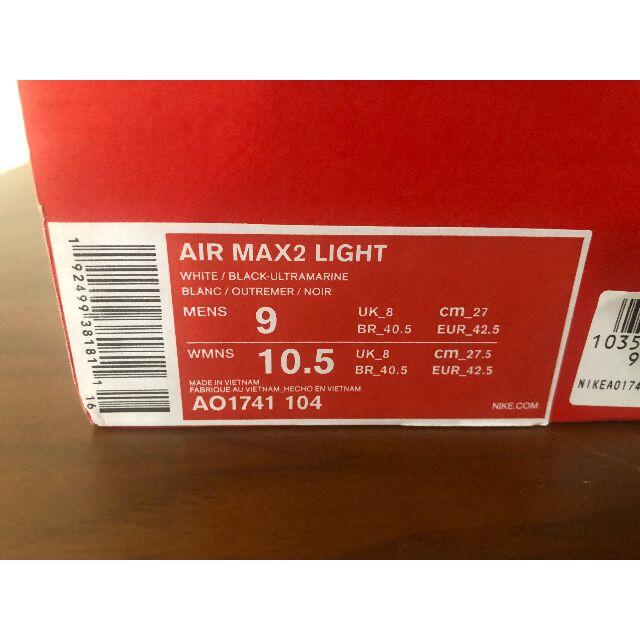 AIR MAX2 LIGHT
WHITE / BLACK-ULTRAMARINE
BLANC / OUTREMER / NOIR
MENS 9 UK_8 cm_27
BR_40.5 EUR_42.5
WMNS 10.5 UK_8 cm_27.5
BR_40.5 EUR_42.5
MADE IN VIETNAM
FABRIQUE AU VIETNAM_HECHO EN VIETNAM
AO1741 104 NIKE.COM
1 92499 38181 1 16
1035
9
NIKEAO174